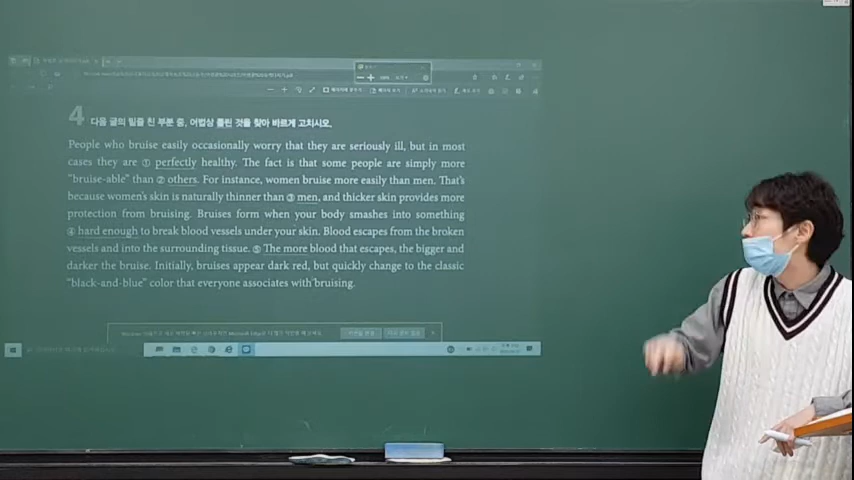 4 다음 글의 밑줄 친 부분 중, 어법상 틀린 것을 찾아 바르게 고치시오.
People who bruise easily occasionally worry that they are seriously ill, but in most
cases they are ① perfectly healthy. The fact is that some people are simply more
"bruise-able" than ② others. For instance, women bruise more easily than men. That's
because women's skin is naturally thinner than ③ men, and thicker skin provides more
protection from bruising. Bruises form when your body smashes into something
④ hard enough to break blood vessels under your skin. Blood escapes from the broken
vessels and into the surrounding tissue. ⑤ The more blood that escapes, the bigger and
darker the bruise. Initially, bruises appear dark red, but quickly change to the classic
"black-and-blue" color that everyone associates with bruising.